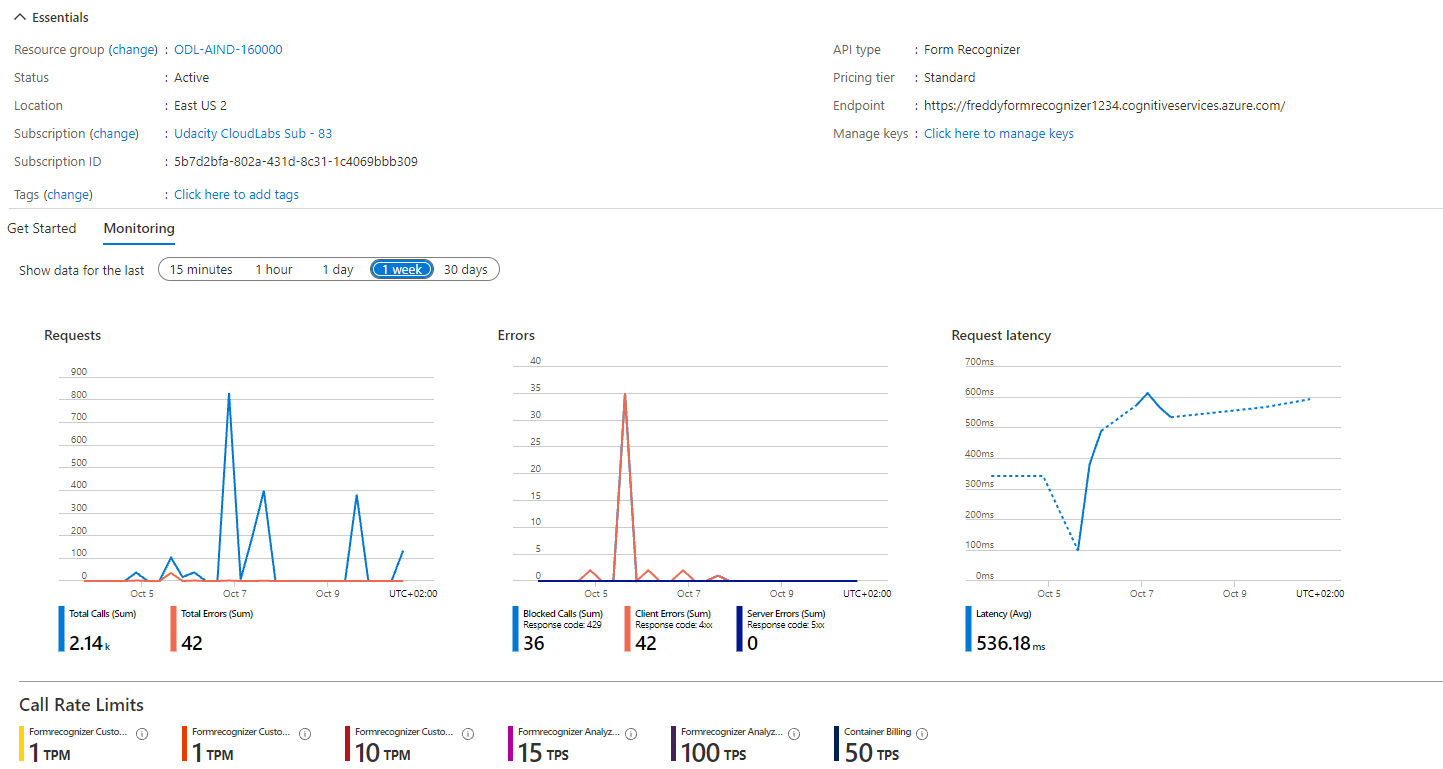 Essentials
Resource group (change) : ODL-AIND-160000
API type : Form Recognizer
Status : Active
Pricing tier : Standard
Location : East US 2
Endpoint : https://freddyformrecognizer1234.cognitiveservices.azure.com/
Subscription (change) : Udacity CloudLabs Sub - 83
Manage keys : Click here to manage keys
Subscription ID : 5b7d2bfa-802a-431d-8c31-1c4069bbb309
Tags (change) : Click here to add tags
Get Started Monitoring
Show data for the last 15 minutes 1 hour 1 day 1 week 30 days
Requests
900
800
700
600
500
400
300
200
100
0
Oct 5 Oct 7 Oct 9 UTC+02:00
Total Calls (Sum)
2.14 k
Total Errors (Sum)
42
Errors
40
35
30
25
20
15
10
5
0
Oct 5 Oct 7 Oct 9 UTC+02:00
Blocked Calls (Sum)
Response code: 429
36
Client Errors (Sum)
Response code: 4xx
42
Server Errors (Sum)
Response code: 5xx
0
Request latency
700ms
600ms
500ms
400ms
300ms
200ms
100ms
0ms
Oct 5 Oct 7 Oct 9 UTC+02:00
Latency (Avg)
536.18 ms
Call Rate Limits
Formrecognizer Custo...
1 TPM
Formrecognizer Custo...
1 TPM
Formrecognizer Custo...
10 TPM
Formrecognizer Analyz...
15 TPS
Formrecognizer Analyz...
100 TPS
Container Billing
50 TPS